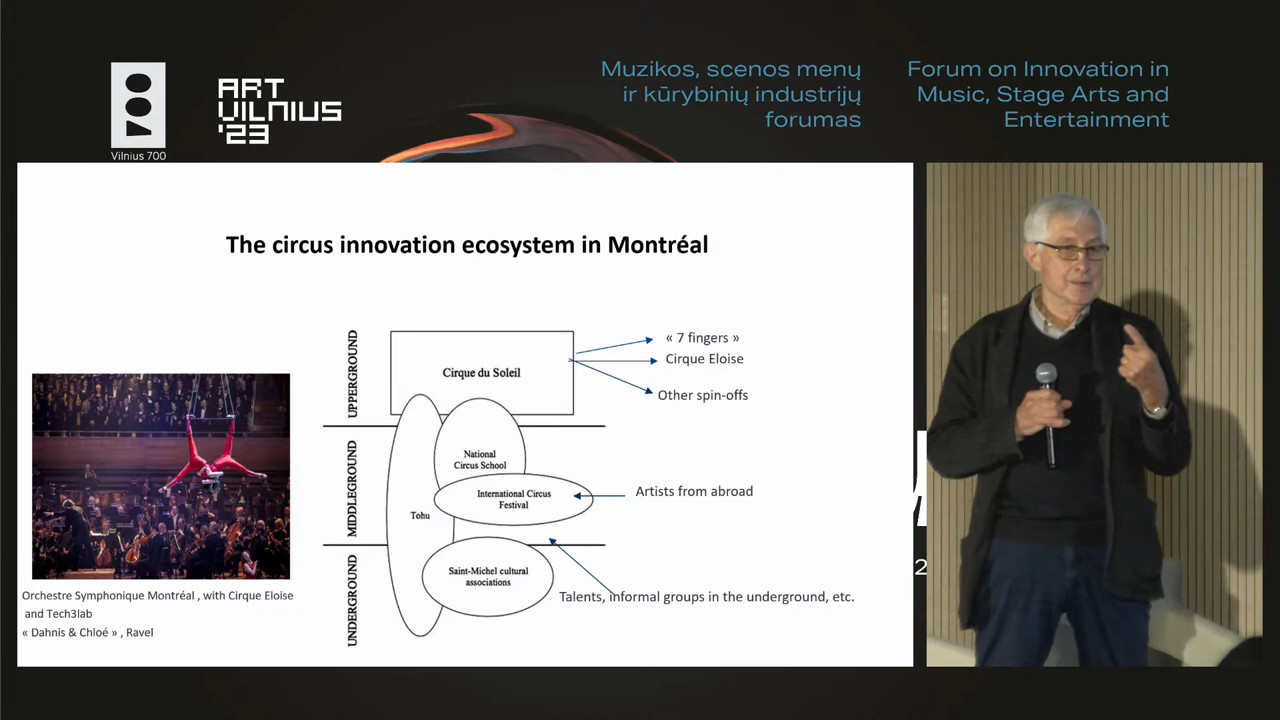 Vilnius 700
ART
VILNIUS
'23
Muzikos, scenos menų
ir kūrybinių industrijų
forumas
Forum on Innovation in
Music, Stage Arts and
Entertainment
The circus innovation ecosystem in Montréal
UPPERGROUND
Cirque du Soleil
« 7 fingers »
Cirque Eloise
Other spin-offs
MIDDLEGROUND
National
Circus School
International Circus
Festival
Tohu
Artists from abroad
UNDERGROUND
Saint-Michel cultural
associations
Talents, informal groups in the underground, etc.
Orchestre Symphonique Montréal , with Cirque Eloise
and Tech3lab
« Dahnis & Chloé » , Ravel